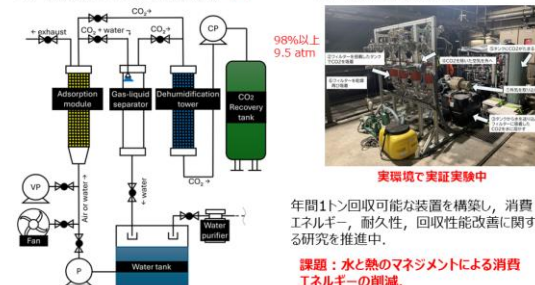 CO₂→
← exhaust
CO₂ + water
CO₂→
CP
98%以上
9.5 atm
Adsorption
module
Gas-liquid
separator
Dehumidification
tower
CO₂
Recovery
tank
CO₂ →
VP
Fan
Air or water→
← water
Water
purifier
P
Water tank
実環境で実証実験中
年間1トン回収可能な装置を構築し，消費
エネルギー，耐久性，回収性能改善に関す
る研究を推進中．
課題：水と熱のマネジメントによる消費
エネルギーの削減．